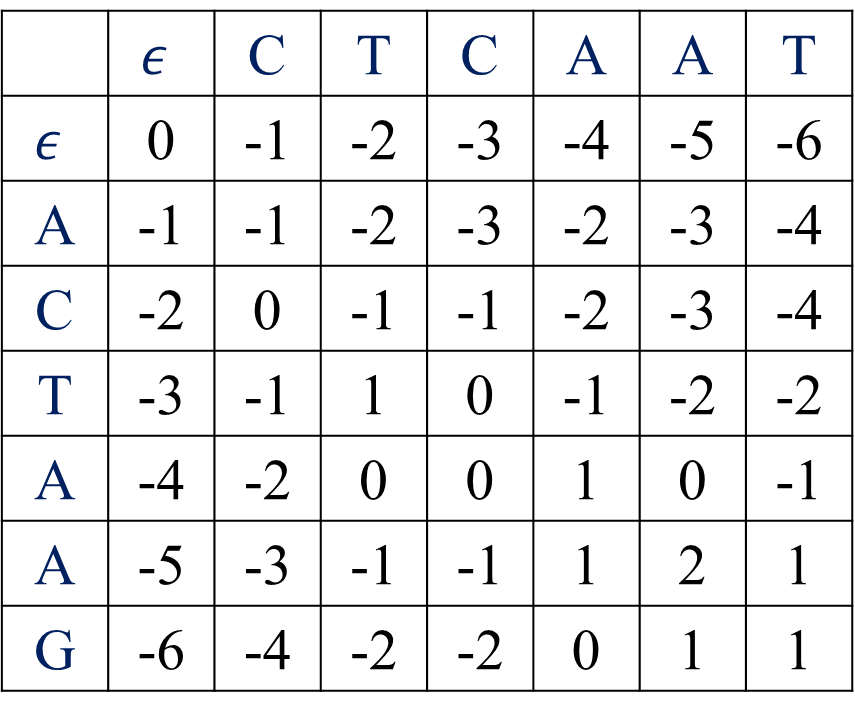 ϵ C T C A A T
ϵ 0 -1 -2 -3 -4 -5 -6
A -1 -1 -2 -3 -2 -3 -4
C -2 0 -1 -1 -2 -3 -4
T -3 -1 1 0 -1 -2 -2
A -4 -2 0 0 1 0 -1
A -5 -3 -1 -1 1 2 1
G -6 -4 -2 -2 0 1 1